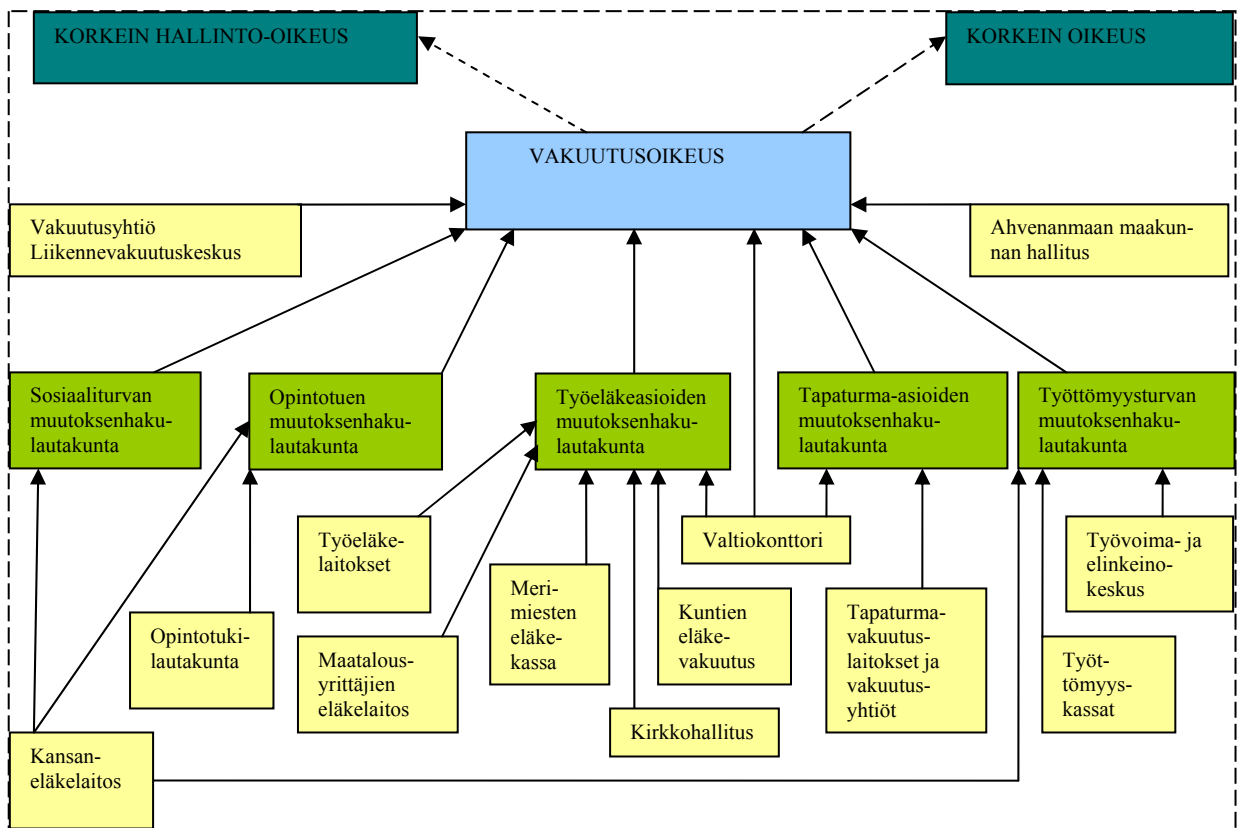 KORKEIN HALLINTO-OIKEUS
KORKEIN OIKEUS
VAKUUTUSOIKEUS
Vakuutusyhtiö
Liikennevakuutuskeskus
Ahvenanmaan maakun-
nan hallitus
Sosiaaliturvan
muutoksenhaku-
lautakunta
Opintotuen
muutoksenhaku-
lautakunta
Työeläkeasioiden
muutoksenhaku-
lautakunta
Tapaturma-asioiden
muutoksenhaku-
lautakunta
Työttömyysturvan
muutoksenhaku-
lautakunta
Työeläke-
laitokset
Valtiokonttori
Työvoima- ja
elinkeino-
keskus
Meri-
miesten
eläke-
kassa
Kuntien
eläke-
vakuutus
Tapaturma-
vakuutus-
laitokset ja
vakuutus-
yhtiöt
Opintotuki-
lautakunta
Maatalous-
yrittäjien
eläkelaitos
Työt-
tömyys-
kassat
Kirkkohallitus
Kansan-
eläkelaitos